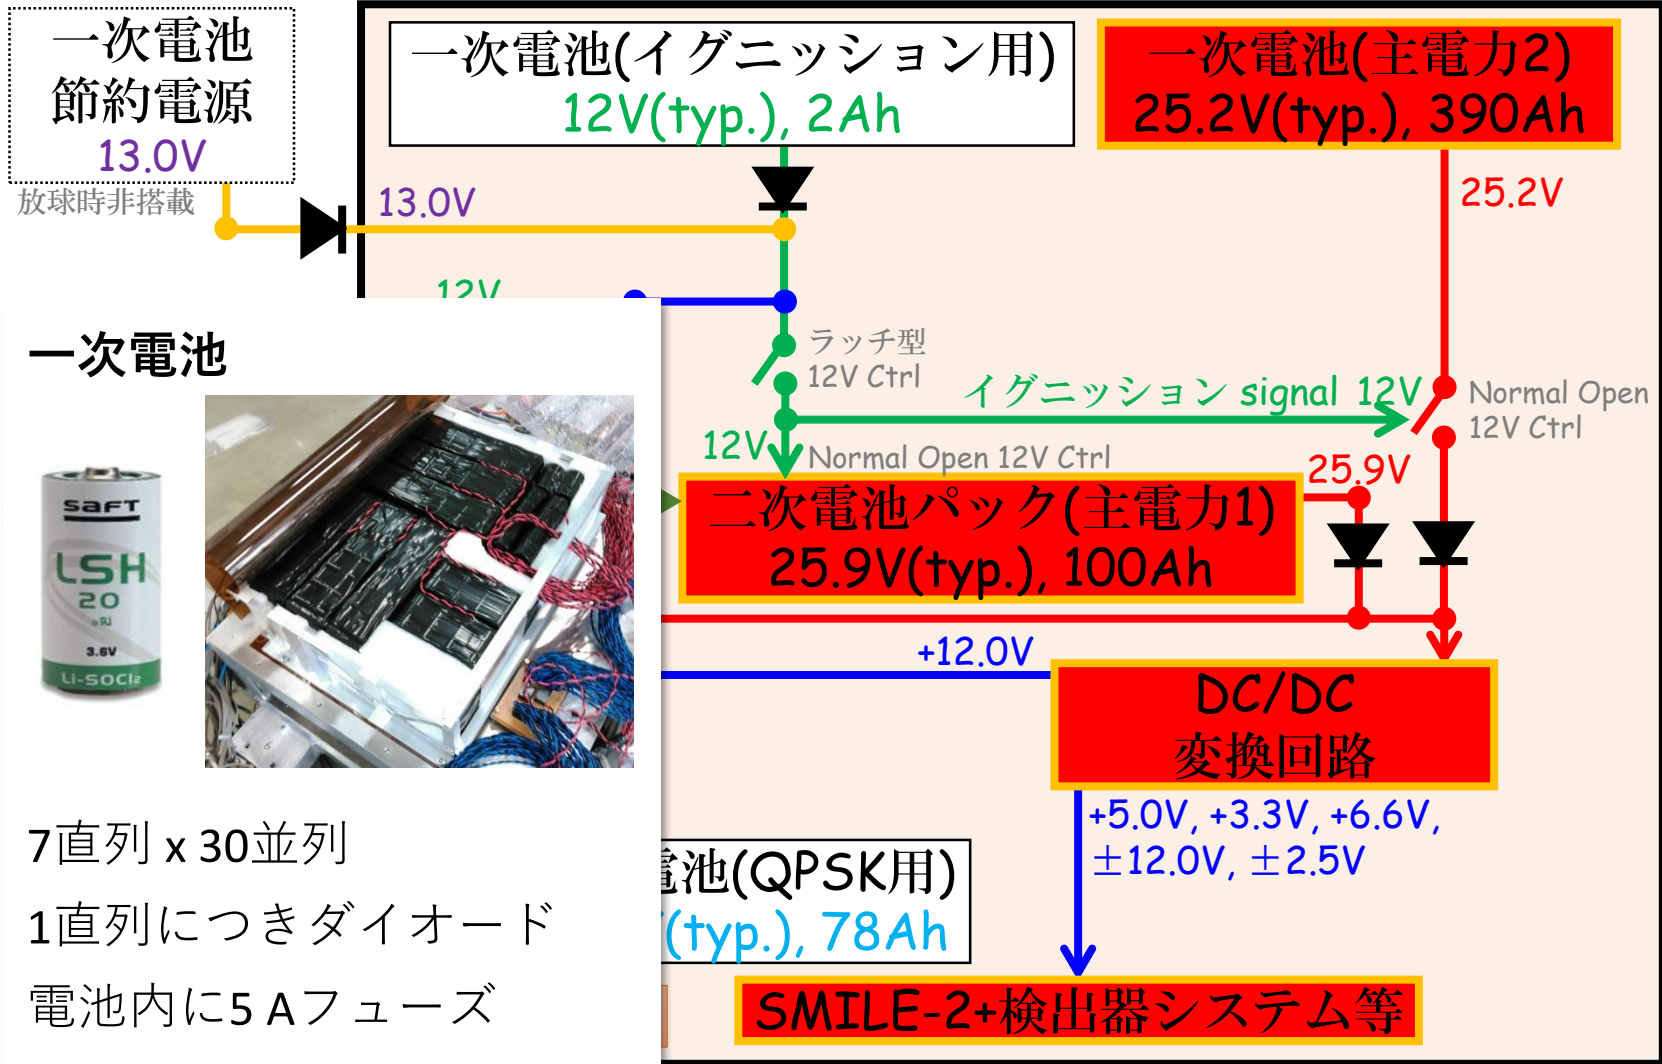 一次電池
節約電源
13.0V
放球時非搭載
一次電池(イグニッション用)
12V(typ.), 2Ah
一次電池(主電力2)
25.2V(typ.), 390Ah
13.0V
25.2V
12V
ラッチ型
12V Ctrl
イグニッション signal 12V
Normal Open
12V Ctrl
12V
Normal Open 12V Ctrl
25.9V
二次電池パック(主電力1)
25.9V(typ.), 100Ah
+12.0V
DC/DC
変換回路
+5.0V, +3.3V, +6.6V,
±12.0V, ±2.5V
電池(QPSK用)
(typ.), 78Ah
SMILE-2+検出器システム等
一次電池
SAFT
LSH
20
3.6V
Li-SOCl₂
7直列 x 30並列
1直列につきダイオード
電池内に5 Aフューズ